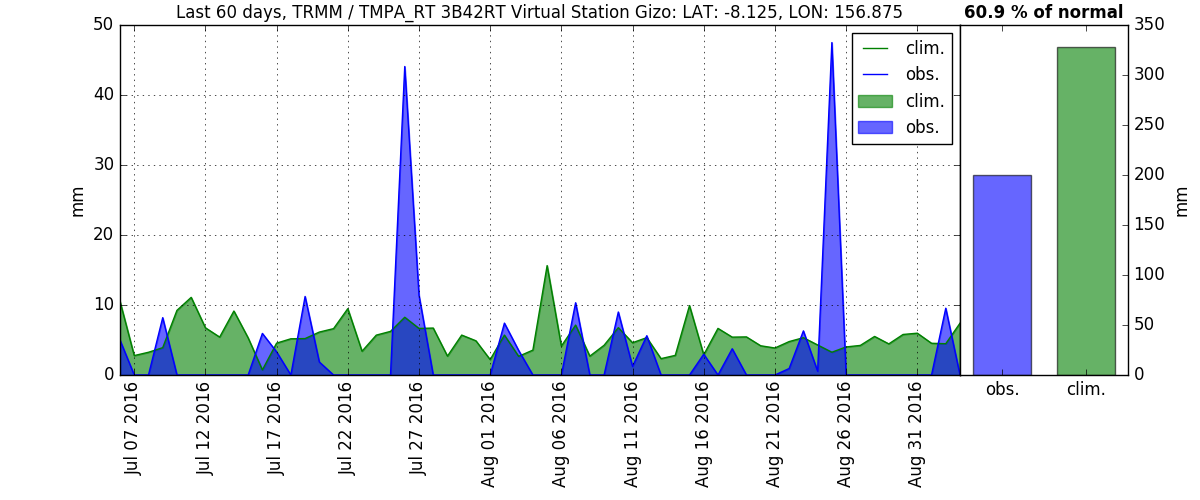 Last 60 days, TRMM / TMPA_RT 3B42RT Virtual Station Gizo: LAT: -8.125, LON: 156.875
60.9 % of normal
50
40
30
20
10
0
mm
clim.
obs.
clim.
obs.
350
300
250
200
150
100
50
0
mm
obs.
clim.
Jul 07 2016
Jul 12 2016
Jul 17 2016
Jul 22 2016
Jul 27 2016
Aug 01 2016
Aug 06 2016
Aug 11 2016
Aug 16 2016
Aug 21 2016
Aug 26 2016
Aug 31 2016